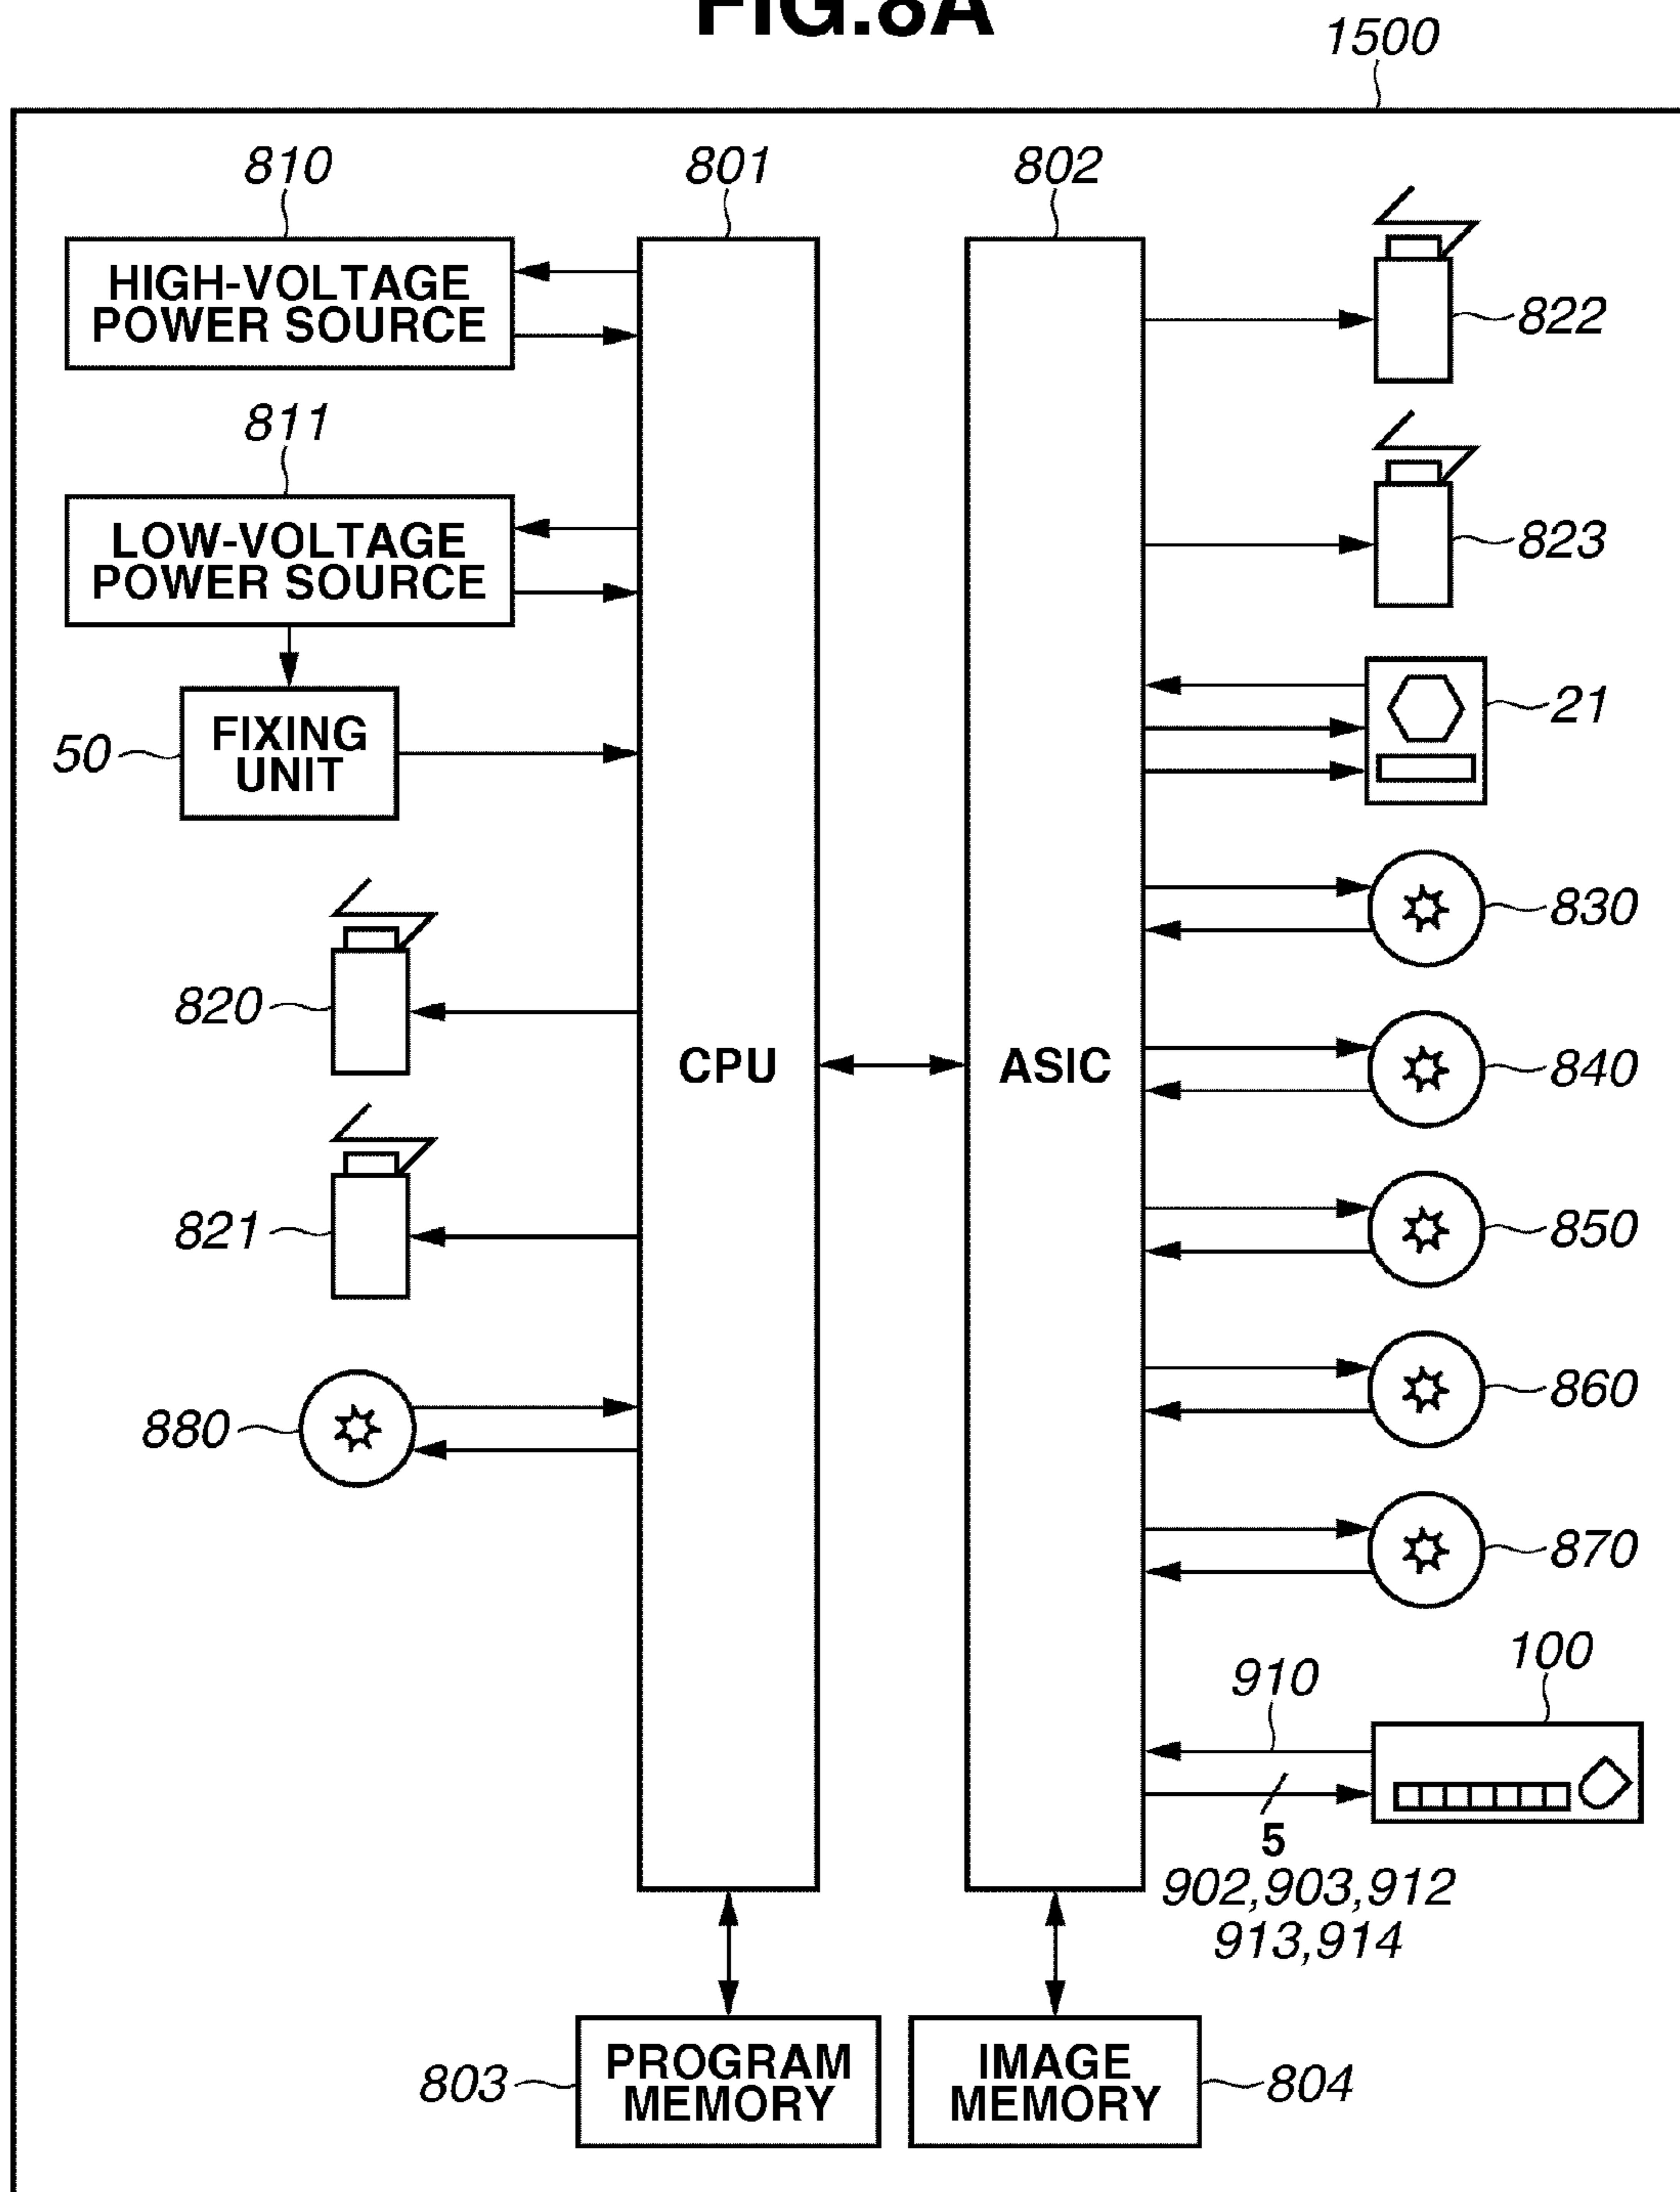 FIG.8A
1500
810
801
802
HIGH-VOLTAGE
POWER SOURCE
822
811
LOW-VOLTAGE
POWER SOURCE
823
50
FIXING
UNIT
21
830
820
CPU
ASIC
840
821
850
880
860
870
910
100
5
902,903,912
913,914
803
PROGRAM
MEMORY
IMAGE
MEMORY
804